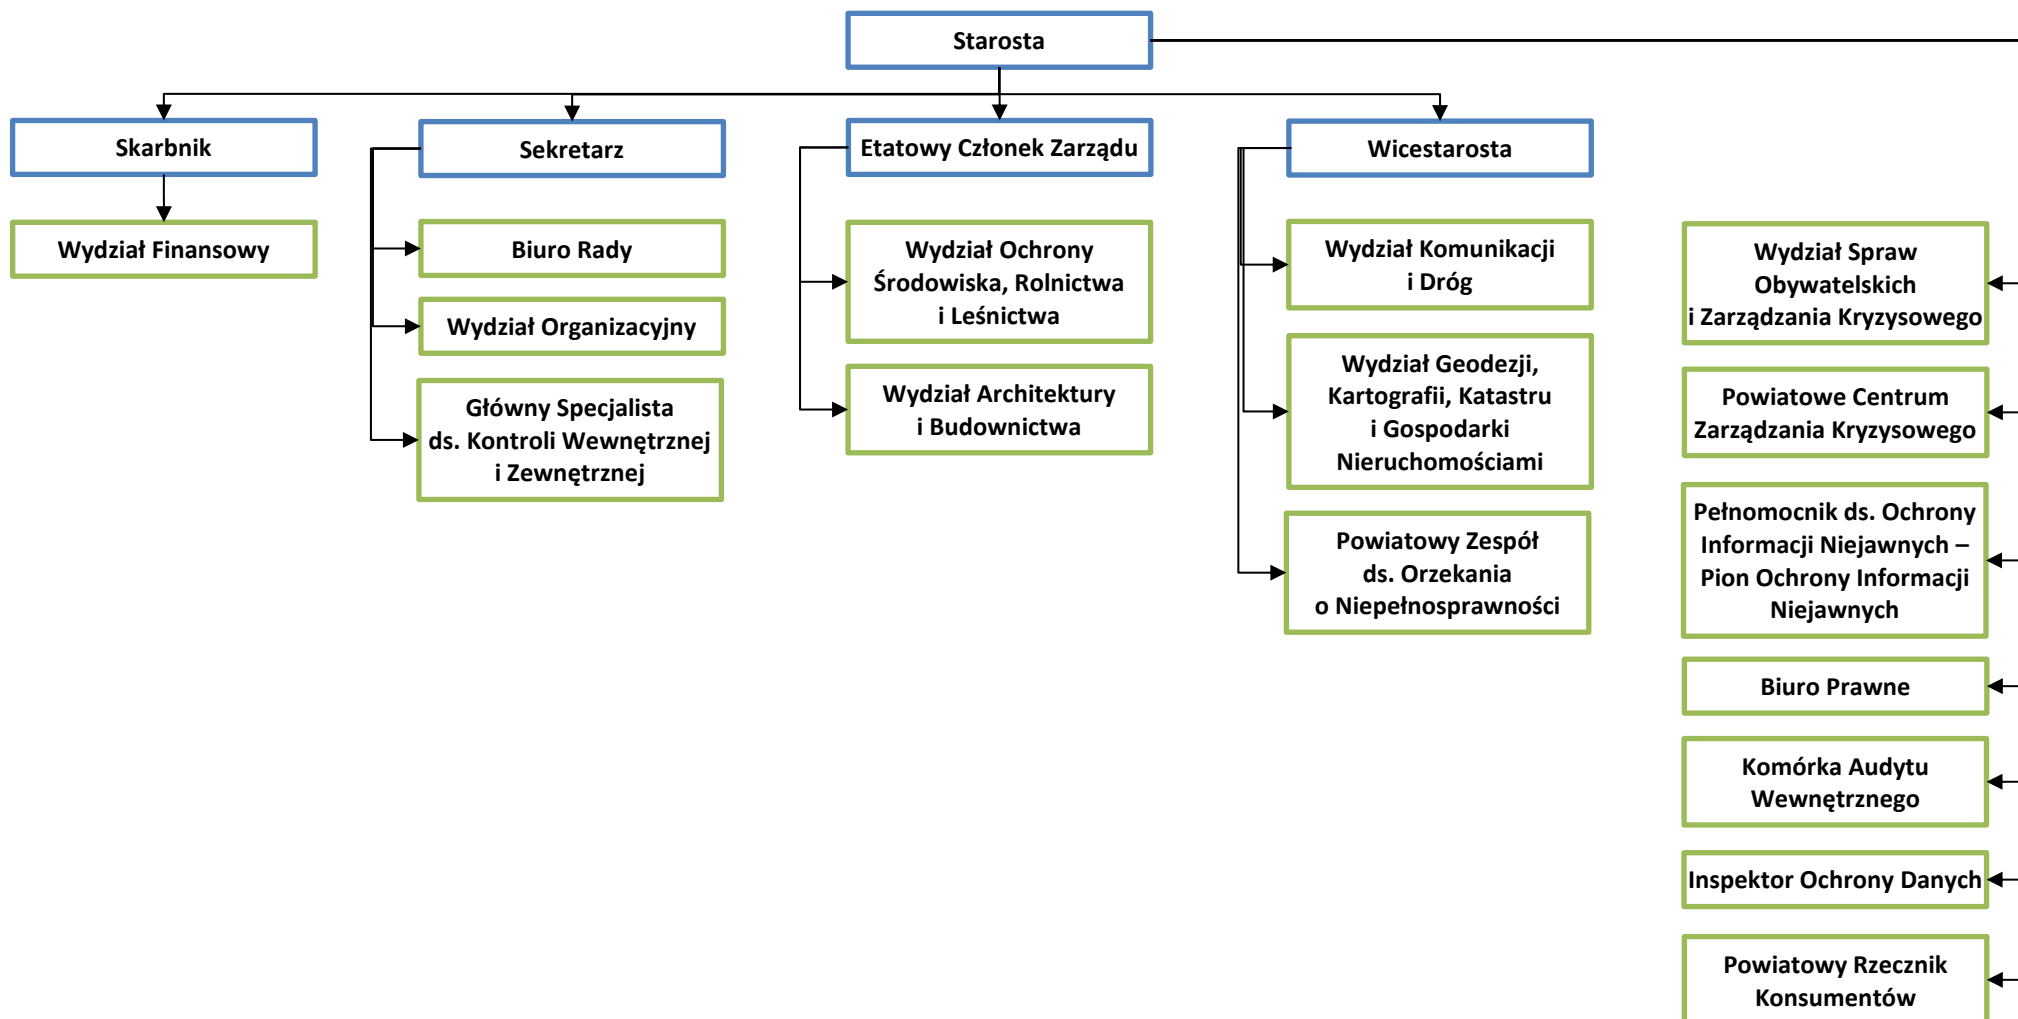 Starosta
Skarbnik
Sekretarz
Etatowy Członek Zarządu
Wicestarosta
Wydział Finansowy
Biuro Rady
Wydział Organizacyjny
Główny Specjalista
ds. Kontroli Wewnętrznej
i Zewnętrznej
Wydział Ochrony
Środowiska, Rolnictwa
i Leśnictwa
Wydział Architektury
i Budownictwa
Wydział Komunikacji
i Dróg
Wydział Geodezji,
Kartografii, Katastru
i Gospodarki
Nieruchomościami
Powiatowy Zespół
ds. Orzekania
o Niepełnosprawności
Wydział Spraw
Obywatelskich
i Zarządzania Kryzysowego
Powiatowe Centrum
Zarządzania Kryzysowego
Pełnomocnik ds. Ochrony
Informacji Niejawnych –
Pion Ochrony Informacji
Niejawnych
Biuro Prawne
Komórka Audytu
Wewnętrznego
Inspektor Ochrony Danych
Powiatowy Rzecznik
Konsumentów